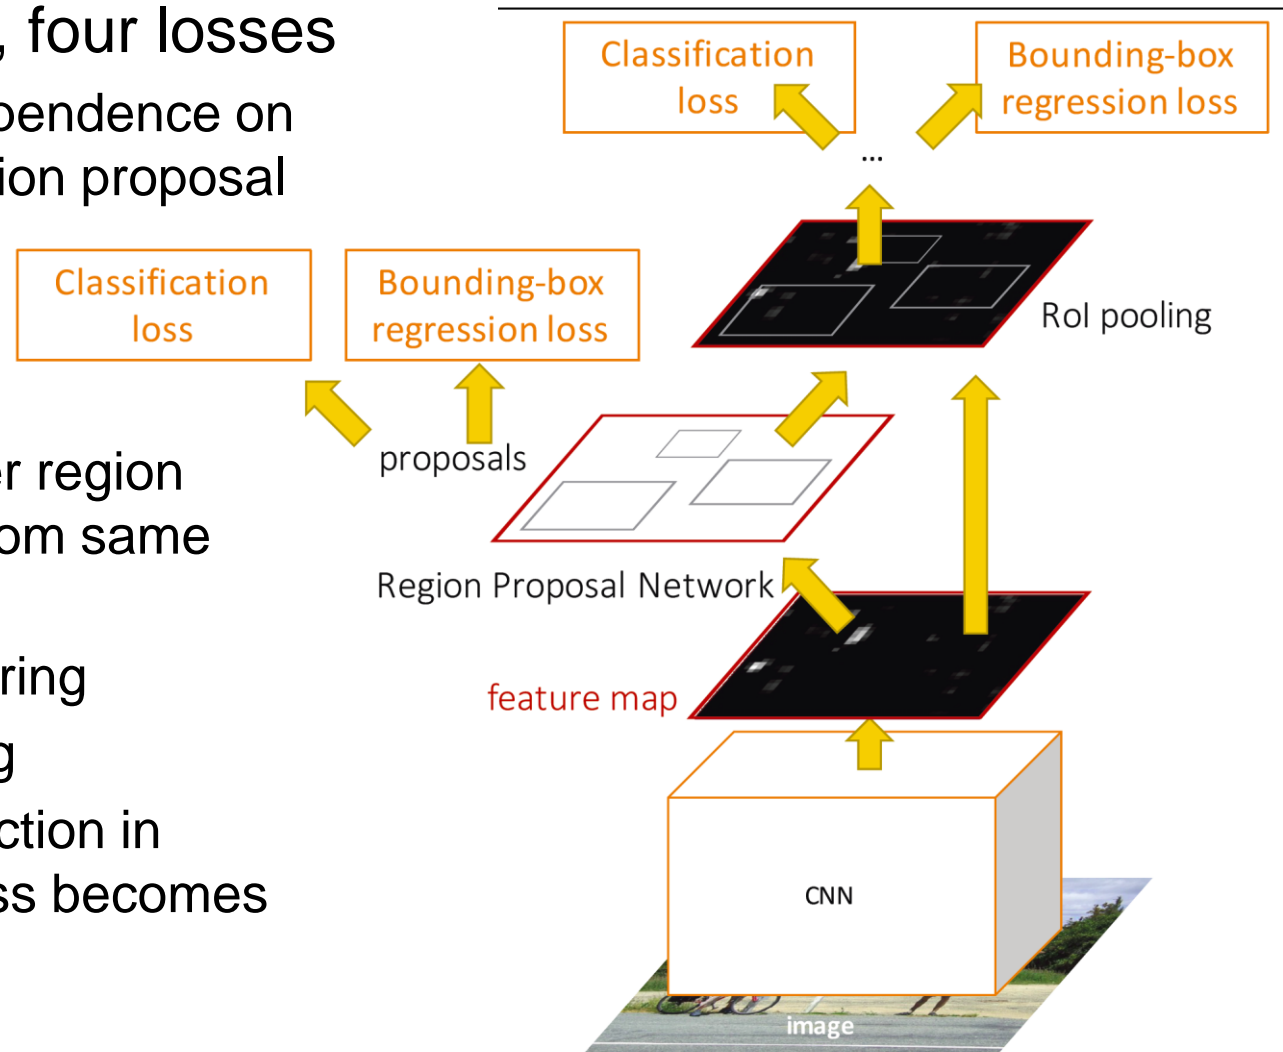 , four losses
pendence on
ion proposal
er region
om same
ring
g
ction in
ss becomes
Classification
loss
Bounding-box
regression loss
...
RoI pooling
Classification
loss
Bounding-box
regression loss
proposals
Region Proposal Network
feature map
CNN
image